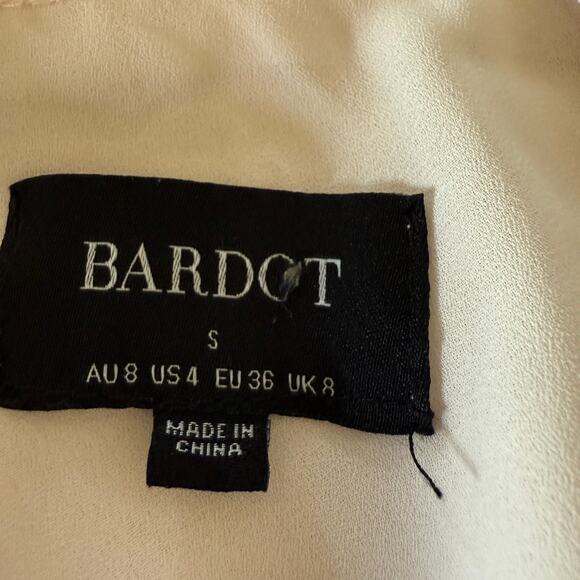 BARDOT
S
AU 8 US 4 EU 36 UK 8
MADE IN
CHINA